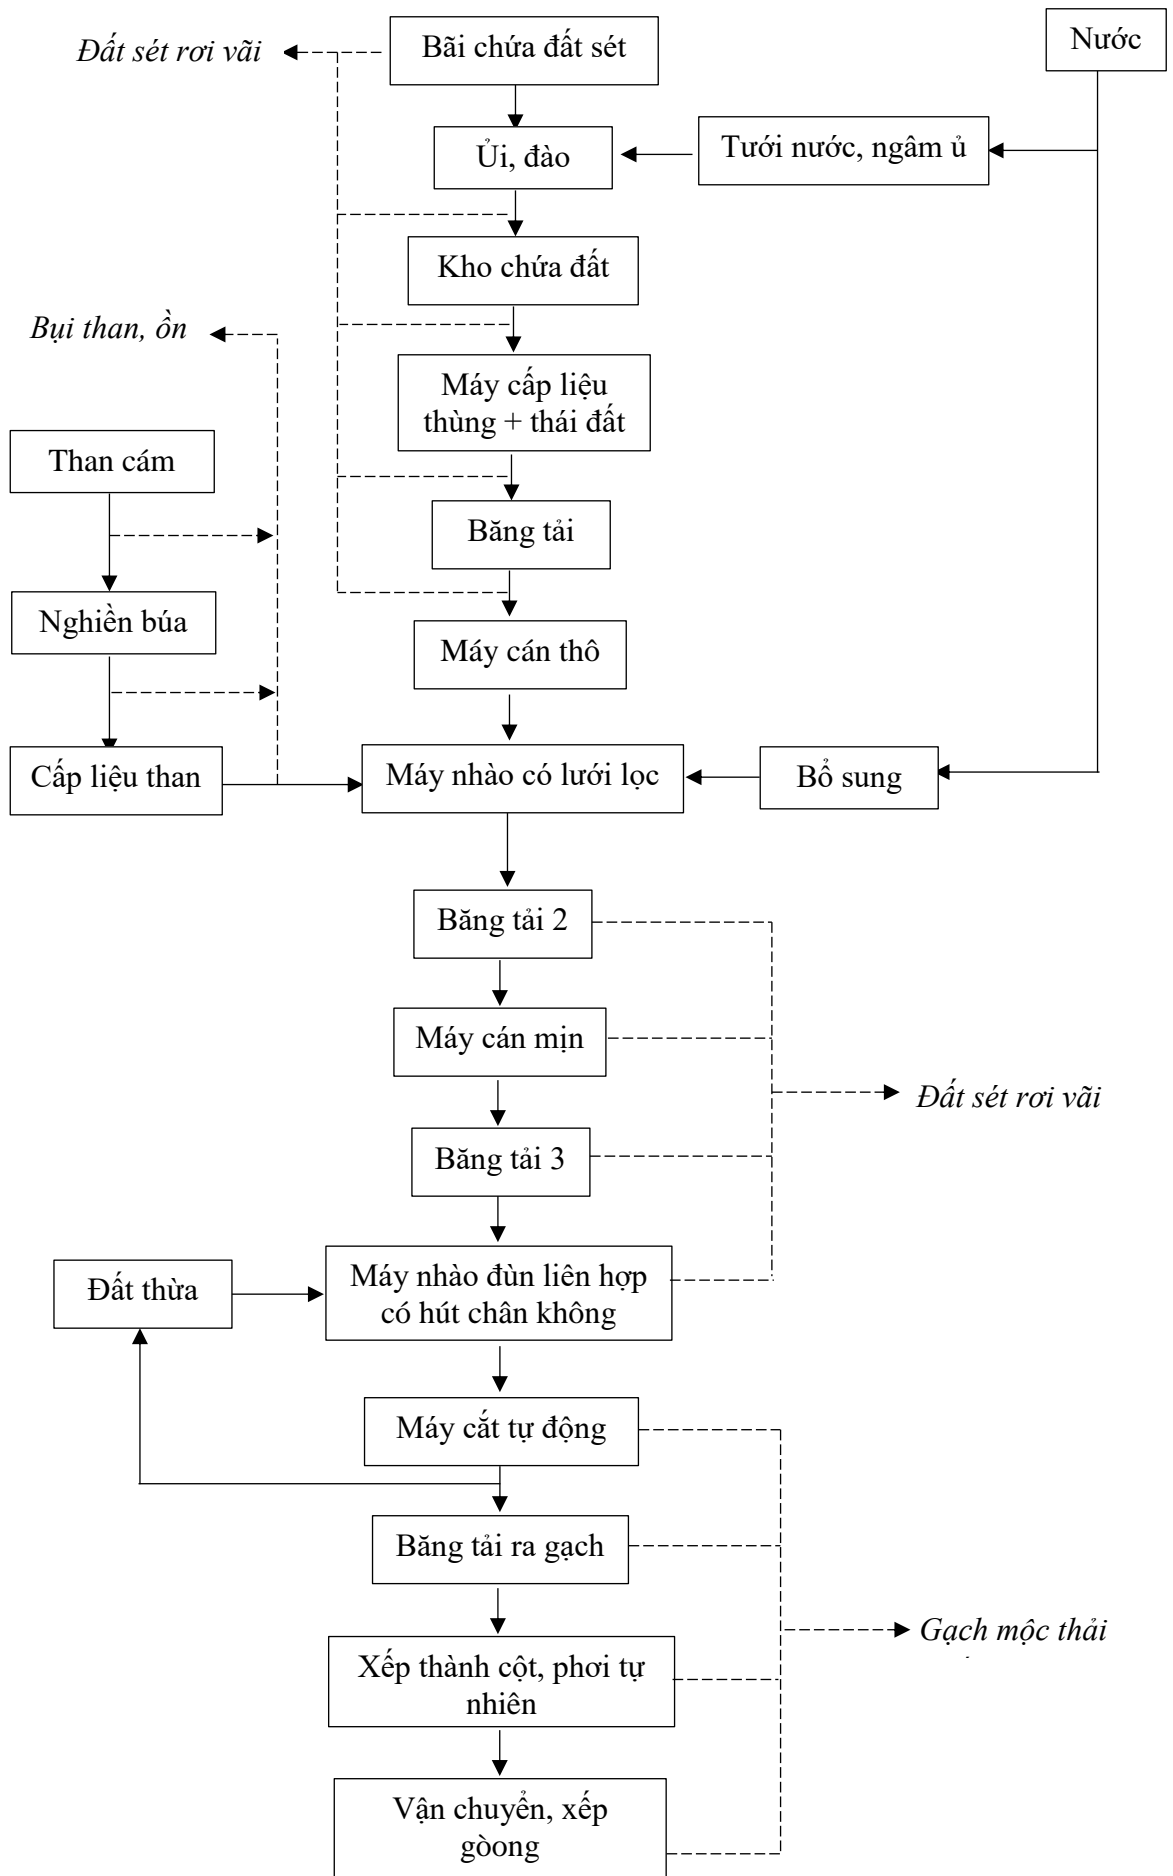 Đất sét rơi vãi
Bãi chứa đất sét
Nước
Ủi, đào
Tưới nước, ngâm ủ
Kho chứa đất
Bụi than, ồn
Máy cấp liệu
thùng + thái đất
Than cám
Băng tải
Nghiền búa
Máy cán thô
Cấp liệu than
Máy nhào có lưới lọc
Bổ sung
Băng tải 2
Máy cán mịn
Đất sét rơi vãi
Băng tải 3
Đất thừa
Máy nhào đùn liên hợp
có hút chân không
Máy cắt tự động
Băng tải ra gạch
Gạch mộc thải
Xếp thành cột, phơi tự
nhiên
Vận chuyển, xếp
gòong